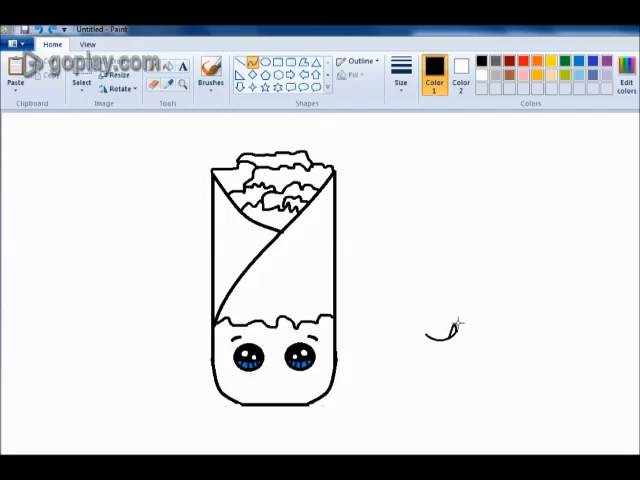 Untitled - Paint
Home View
goplay.com
Paste
Copy
Select
Resize
Rotate
Brushes
Size
Outline
Fill
Color 1
Color 2
Edit colors
Clipboard
Image
Tools
Shapes
Colors